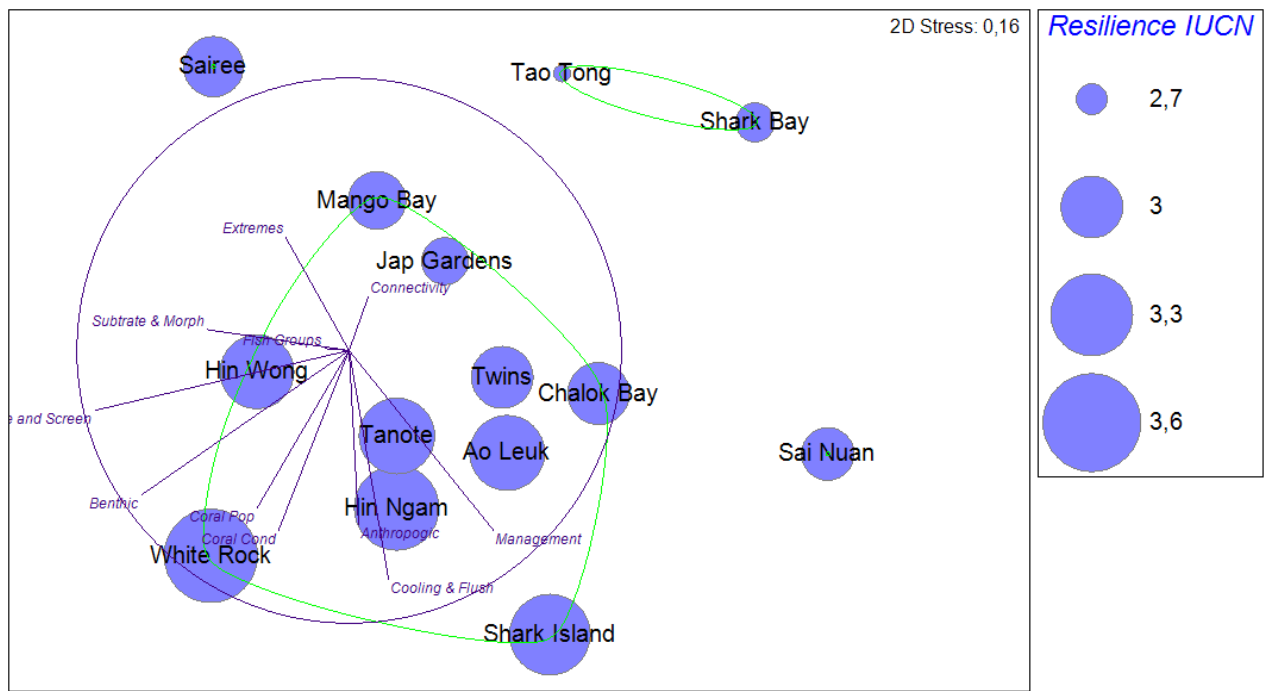 2D Stress: 0,16
Resilience IUCN
Sairee
Tao Tong
Shark Bay
2,7
Mango Bay
3
Extremes
Jap Gardens
Connectivity
Subtrate & Morph
Fish Groups
3,3
Hin Wong
Twins
Chalok Bay
e and Screen
3,6
Tanote
Ao Leuk
Sai Nuan
Benthic
Hin Ngam
Coral Pop
Anthropogic
Coral Cond
Management
White Rock
Cooling & Flush
Shark Island